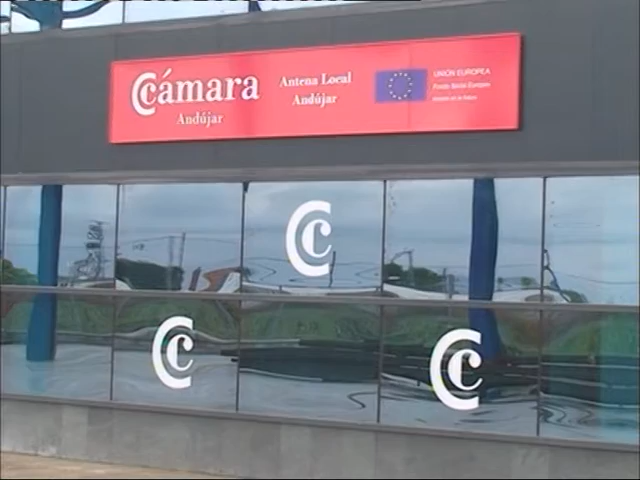 Cámara
Andújar
Antena Local
Andújar
UNIÓN EUROPEA
Fondo Social Europeo
C
C
C